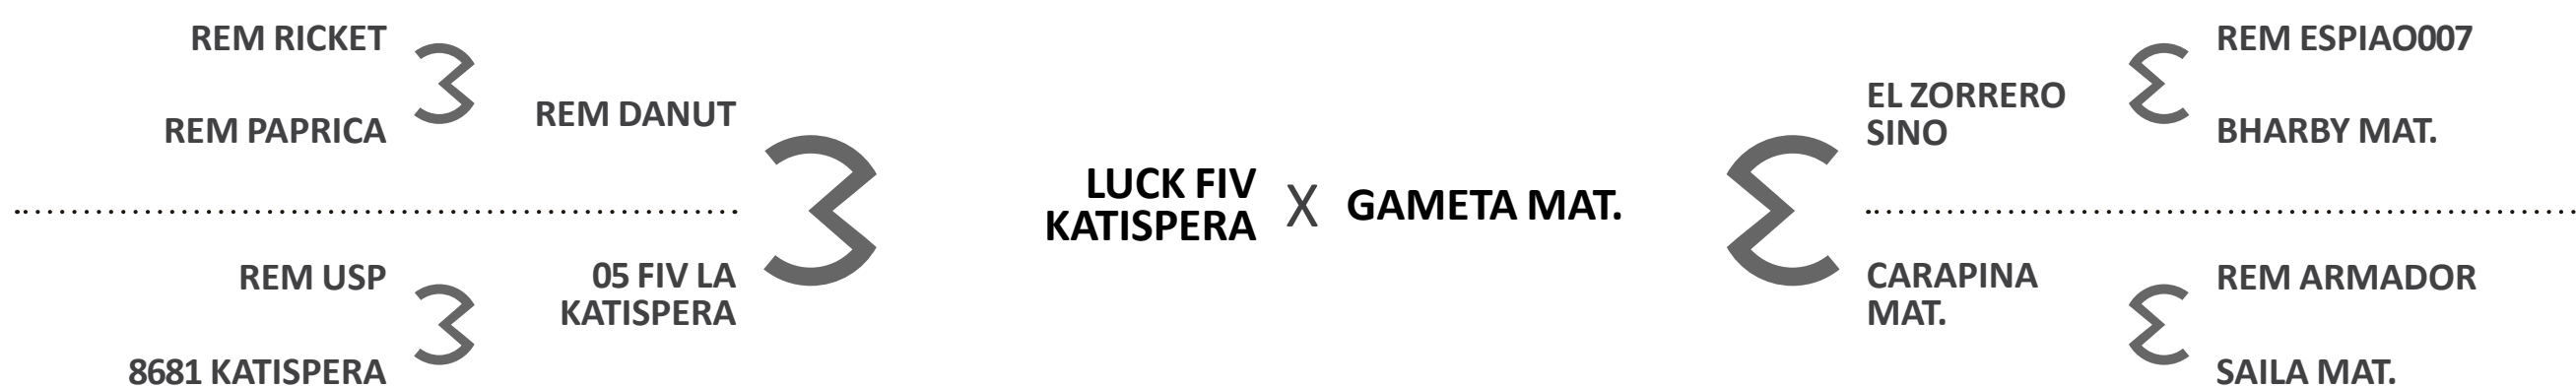 REM RICKET
REM PAPRICA
REM DANUT
REM USP
8681 KATISPERA
05 FIV LA
KATISPERA
LUCK FIV
KATISPERA
X
GAMETA MAT.
EL ZORRERO
SINO
REM ESPIAO007
BHARBY MAT.
CARAPINA
MAT.
REM ARMADOR
SAILA MAT.